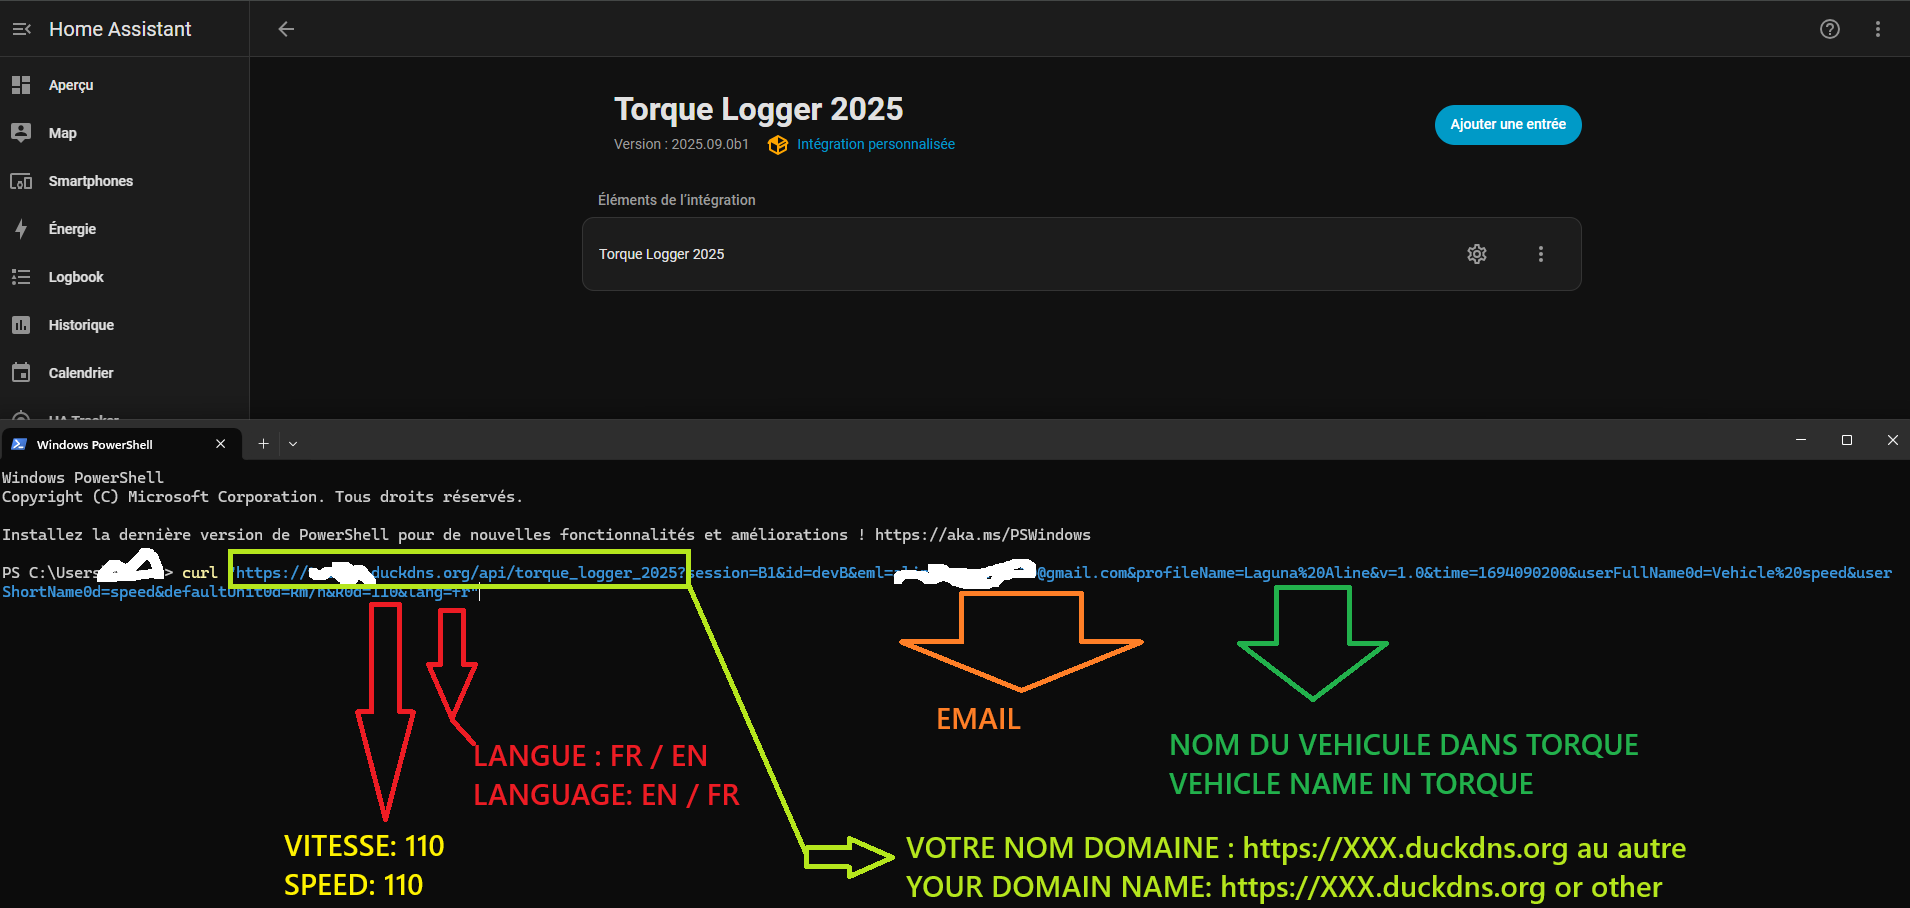 Home Assistant
Aperçu
Map
Smartphones
Énergie
Logbook
Historique
Calendrier
HA Tracker
Torque Logger 2025
Version : 2025.09.0b1
Intégration personnalisée
Ajouter une entrée
Éléments de l'intégration
Torque Logger 2025
Windows PowerShell
Windows PowerShell
Copyright (C) Microsoft Corporation. Tous droits réservés.
Installez la dernière version de PowerShell pour de nouvelles fonctionnalités et améliorations ! https://aka.ms/PSWindows
PS C:\Users > curl "https:// duckdns.org/api/torque_logger_2025?session=B1&id=devB&eml= @gmail.com&profileName=Laguna%20Aline&v=1.0&time=1694090200&userFullName0d=Vehicle%20speed&user
ShortName0d=speed&defaultUnit0d=km/h&k0d=110&lang=fr"
LANGUE : FR / EN
LANGUAGE: EN / FR
VITESSE: 110
SPEED: 110
EMAIL
NOM DU VEHICULE DANS TORQUE
VEHICLE NAME IN TORQUE
VOTRE NOM DOMAINE : https://XXX.duckdns.org au autre
YOUR DOMAIN NAME: https://XXX.duckdns.org or other